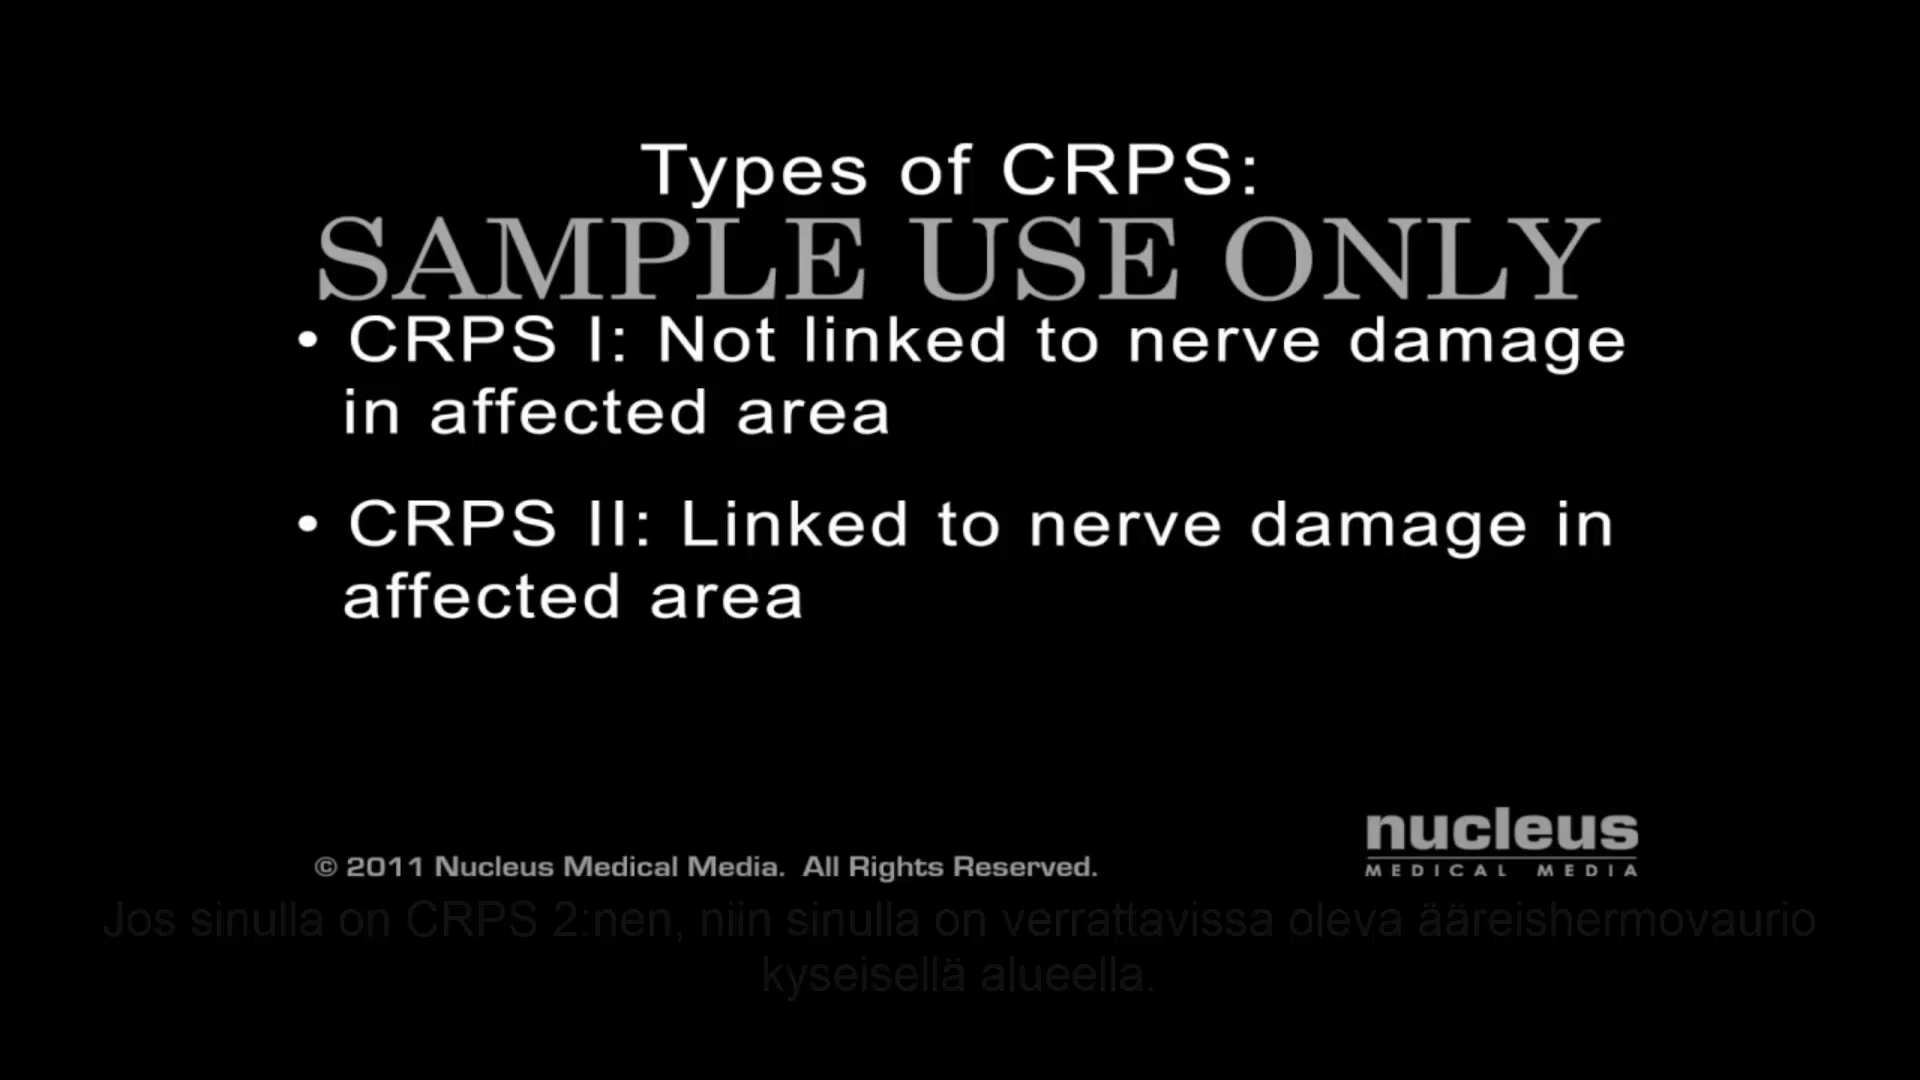 Types of CRPS:
SAMPLE USE ONLY
• CRPS I: Not linked to nerve damage
in affected area
• CRPS II: Linked to nerve damage in
affected area
nucleus
MEDICAL MEDIA
© 2011 Nucleus Medical Media. All Rights Reserved.
Jos sinulla on CRPS 2:nen, niin sinulla on verrattavissa oleva ääreishermovaurio
kyseisellä alueella.